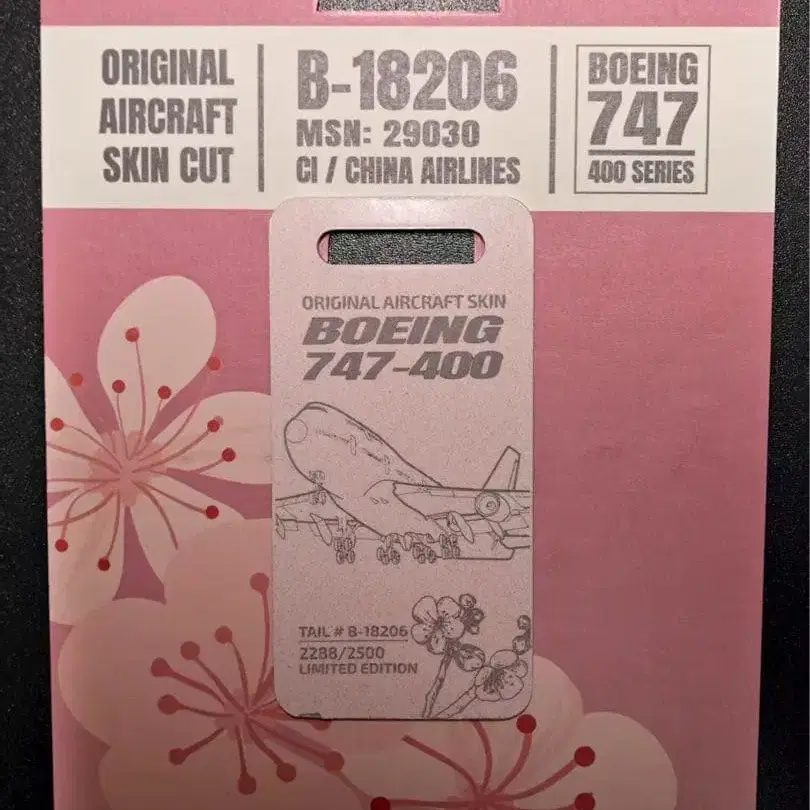 ORIGINAL
AIRCRAFT
SKIN CUT
B-18206
MSN: 29030
CI / CHINA AIRLINES
BOEING
747
400 SERIES
ORIGINAL AIRCRAFT SKIN
BOEING
747-400
TAIL # B-18206
2288/2500
LIMITED EDITION